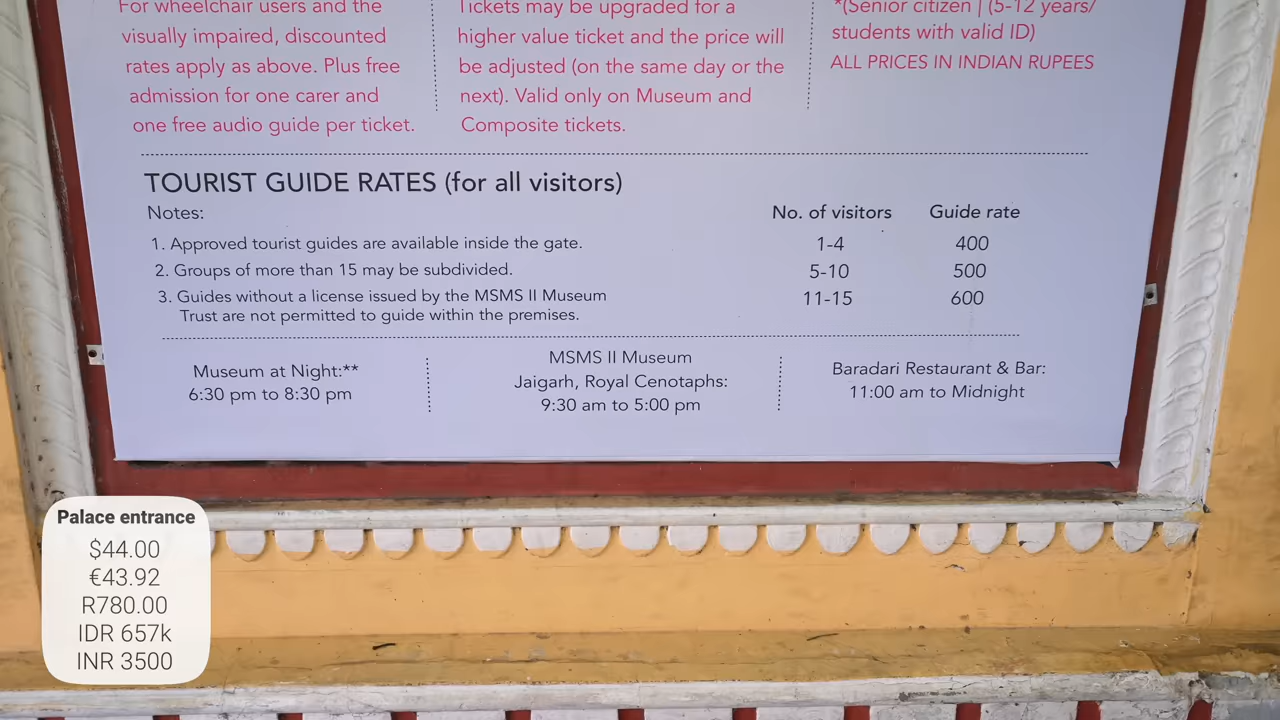 For wheelchair users and the
visually impaired, discounted
rates apply as above. Plus free
admission for one carer and
one free audio guide per ticket.
Tickets may be upgraded for a
higher value ticket and the price will
be adjusted (on the same day or the
next). Valid only on Museum and
Composite tickets.
*(Senior citizen | (5-12 years/
students with valid ID)
ALL PRICES IN INDIAN RUPEES
TOURIST GUIDE RATES (for all visitors)
Notes:
1. Approved tourist guides are available inside the gate.
2. Groups of more than 15 may be subdivided.
3. Guides without a license issued by the MSMS II Museum
Trust are not permitted to guide within the premises.
No. of visitors Guide rate
1-4 400
5-10 500
11-15 600
Museum at Night:**
6:30 pm to 8:30 pm
MSMS II Museum
Jaigarh, Royal Cenotaphs:
9:30 am to 5:00 pm
Baradari Restaurant & Bar:
11:00 am to Midnight
Palace entrance
$44.00
€43.92
R780.00
IDR 657k
INR 3500